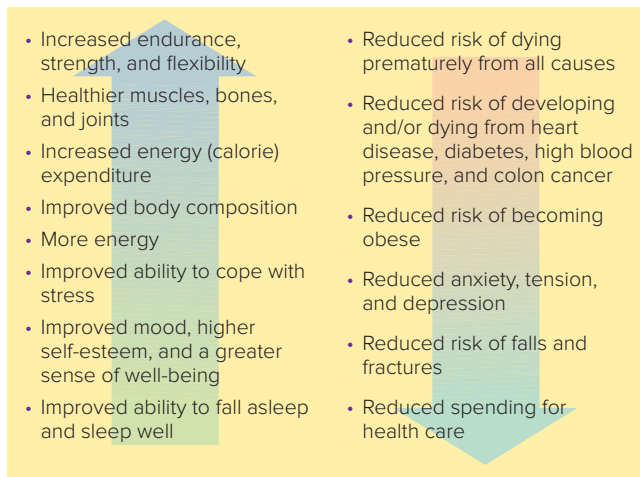 • Increased endurance,
strength, and flexibility
• Healthier muscles, bones,
and joints
• Increased energy (calorie)
expenditure
• Improved body composition
• More energy
• Improved ability to cope with
stress
• Improved mood, higher
self-esteem, and a greater
sense of well-being
• Improved ability to fall asleep
and sleep well
• Reduced risk of dying
prematurely from all causes
• Reduced risk of developing
and/or dying from heart
disease, diabetes, high blood
pressure, and colon cancer
• Reduced risk of becoming
obese
• Reduced anxiety, tension,
and depression
• Reduced risk of falls and
fractures
• Reduced spending for
health care